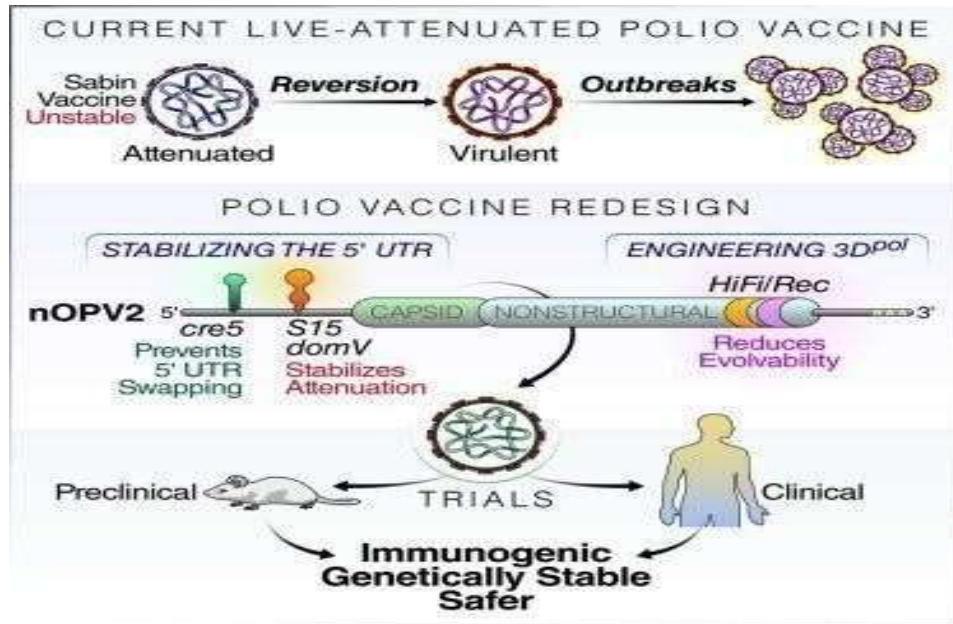 CURRENT LIVE-ATTENUATED POLIO VACCINE
Sabin
Vaccine
Unstable
Reversion
Outbreaks
Attenuated
Virulent
POLIO VACCINE REDESIGN
STABILIZING THE 5' UTR
ENGINEERING 3Dpol
HiFi/Rec
nOPV2
5'
CAPSID
NONSTRUCTURAL
3'
cre5
Prevents
5' UTR
Swapping
S15
domV
Stabilizes
Attenuation
Reduces
Evolvability
Preclinical
TRIALS
Clinical
Immunogenic
Genetically Stable
Safer